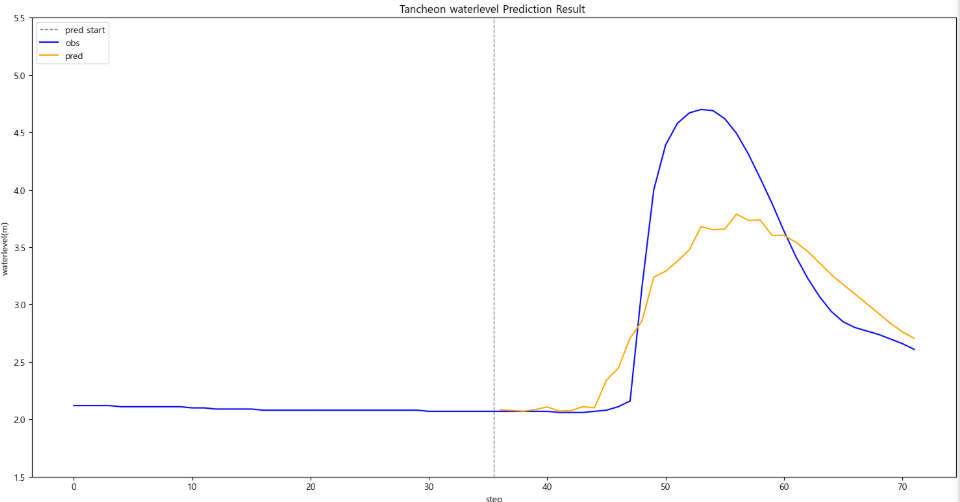 Tancheon waterlevel Prediction Result
pred start
obs
pred
5.5
5.0
4.5
4.0
3.5
3.0
2.5
2.0
1.5
waterlevel(m)
0 10 20 30 40 50 60 70
step